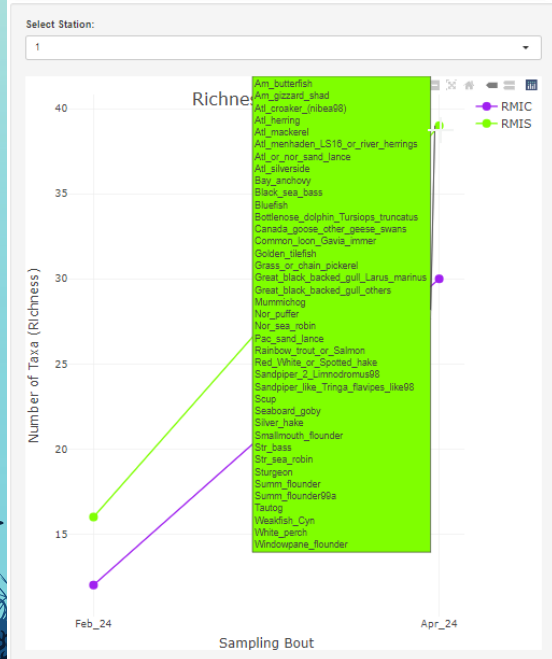 Select Station:
1
Richnes
RMIC
RMIS
Am_butterfish
Am_gizzard_shad
Atl_croaker_(nibea98)
Atl_herring
Atl_mackerel
Atl_menhaden_LS16_or_river_herrings
Atl_or_nor_sand_lance
Atl_silverside
Bay_anchovy
Black_sea_bass
Bluefish
Bottlenose_dolphin_Tursiops_truncatus
Canada_goose_other_geese_swans
Common_loon_Gavia_immer
Golden_tilefish
Grass_or_chain_pickerel
Great_black_backed_gull_Larus_marinus
Great_black_backed_gull_others
Mummichog
Nor_puffer
Nor_sea_robin
Pac_sand_lance
Rainbow_trout_or_Salmon
Red_White_or_Spotted_hake
Sandpiper_2_Limnodromus98
Sandpiper_like_Tringa_flavipes_like98
Scup
Seaboard_goby
Silver_hake
Smallmouth_flounder
Str_bass
Str_sea_robin
Sturgeon
Summ_flounder
Summ_flounder99a
Tautog
Weakfish_Cyn
White_perch
Windowpane_flounder
40
35
30
25
20
15
Number of Taxa (Richness)
Feb_24
Apr_24
Sampling Bout